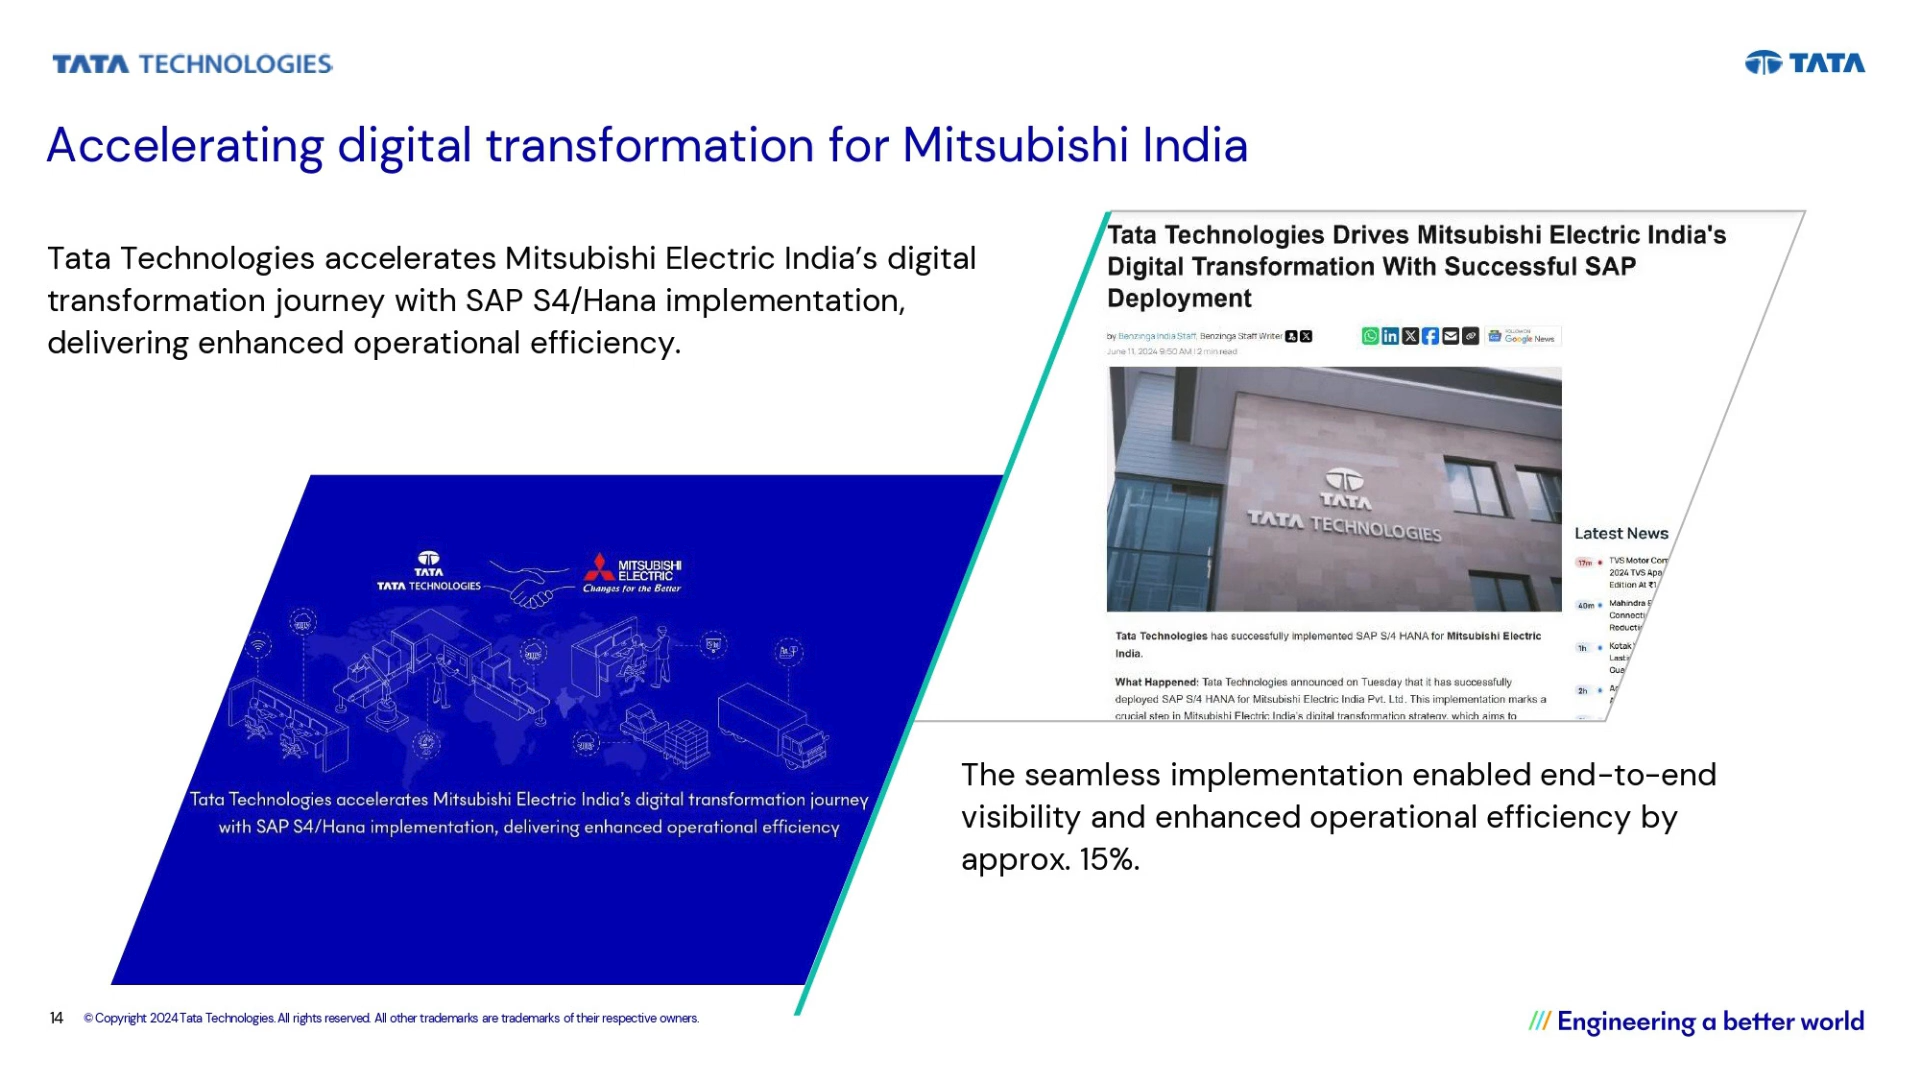 TATA TECHNOLOGIES
TATA
Accelerating digital transformation for Mitsubishi India
Tata Technologies accelerates Mitsubishi Electric India’s digital
transformation journey with SAP S4/Hana implementation,
delivering enhanced operational efficiency.
Tata Technologies Drives Mitsubishi Electric India's
Digital Transformation With Successful SAP
Deployment
by Benzinga India Staff, Benzinga Staff Writer
June 11, 2024 9:50 AM | 2 min read
Google News
TATA
TATA TECHNOLOGIES
Latest News
17m
TVS Motor Com
2024 TVS Apa
Edition At ₹1
40m
Mahindra
Connecti
Reducti
1h
Kotak
Lasti
Gua
2h
Tata Technologies has successfully implemented SAP S/4 HANA for Mitsubishi Electric
India.
What Happened: Tata Technologies announced on Tuesday that it has successfully
deployed SAP S/4 HANA for Mitsubishi Electric India Pvt. Ltd. This implementation marks a
crucial step in Mitsubishi Electric India's digital transformation strategy, which aims to
TATA
TATA TECHNOLOGIES
MITSUBISHI
ELECTRIC
Changes for the Better
Tata Technologies accelerates Mitsubishi Electric India’s digital transformation journey
with SAP S4/Hana implementation, delivering enhanced operational efficiency
The seamless implementation enabled end-to-end
visibility and enhanced operational efficiency by
approx. 15%.
14
© Copyright 2024 Tata Technologies. All rights reserved. All other trademarks are trademarks of their respective owners.
/// Engineering a better world